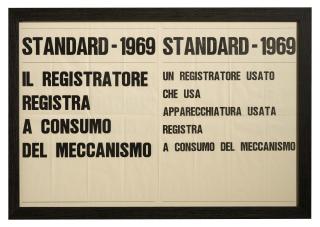 STANDARD - 1969
IL REGISTRATORE
REGISTRA
A CONSUMO
DEL MECCANISMO
STANDARD - 1969
UN REGISTRATORE USATO
CHE USA
APPARECCHIATURA USATA
REGISTRA
A CONSUMO DEL MECCANISMO